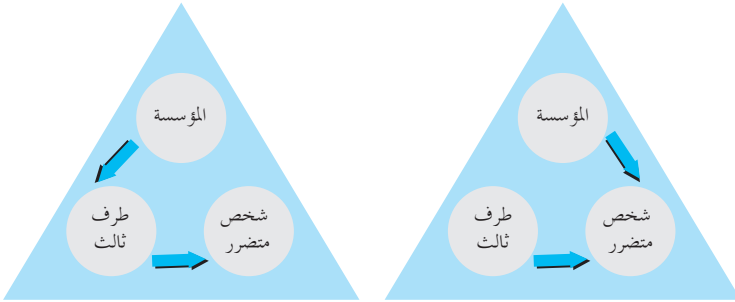 المؤسسة
طرف
ثالث
شخص
متضرر
المؤسسة
طرف
ثالث
شخص
متضرر